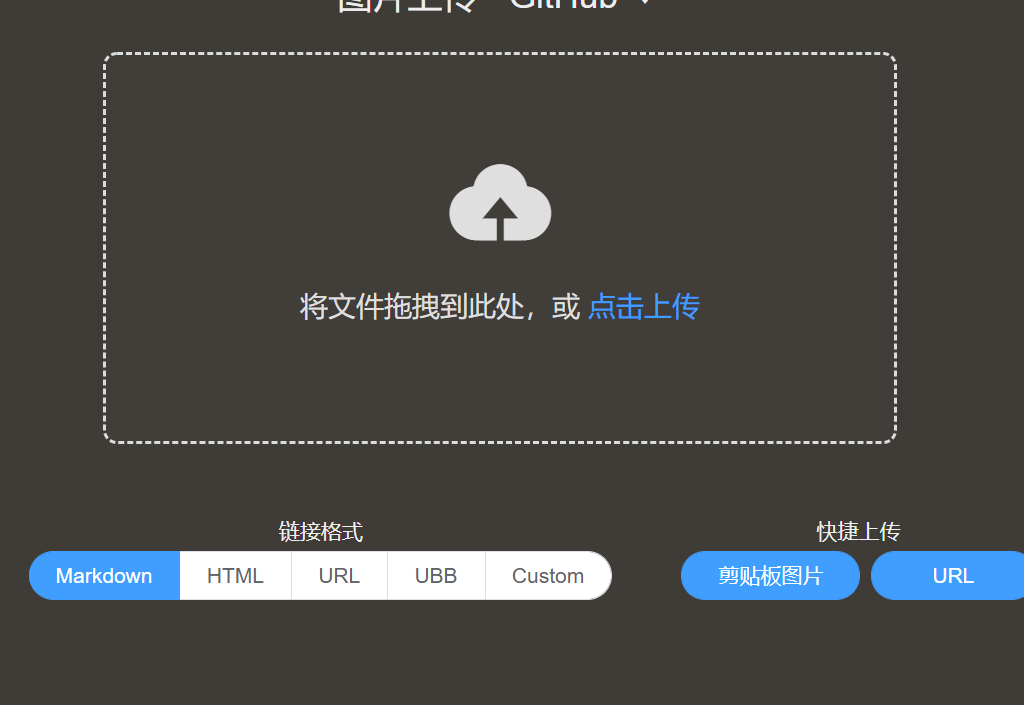 图片上传 - GitHub
将文件拖拽到此处，或 点击上传
链接格式
快捷上传
Markdown HTML URL UBB Custom
剪贴板图片 URL